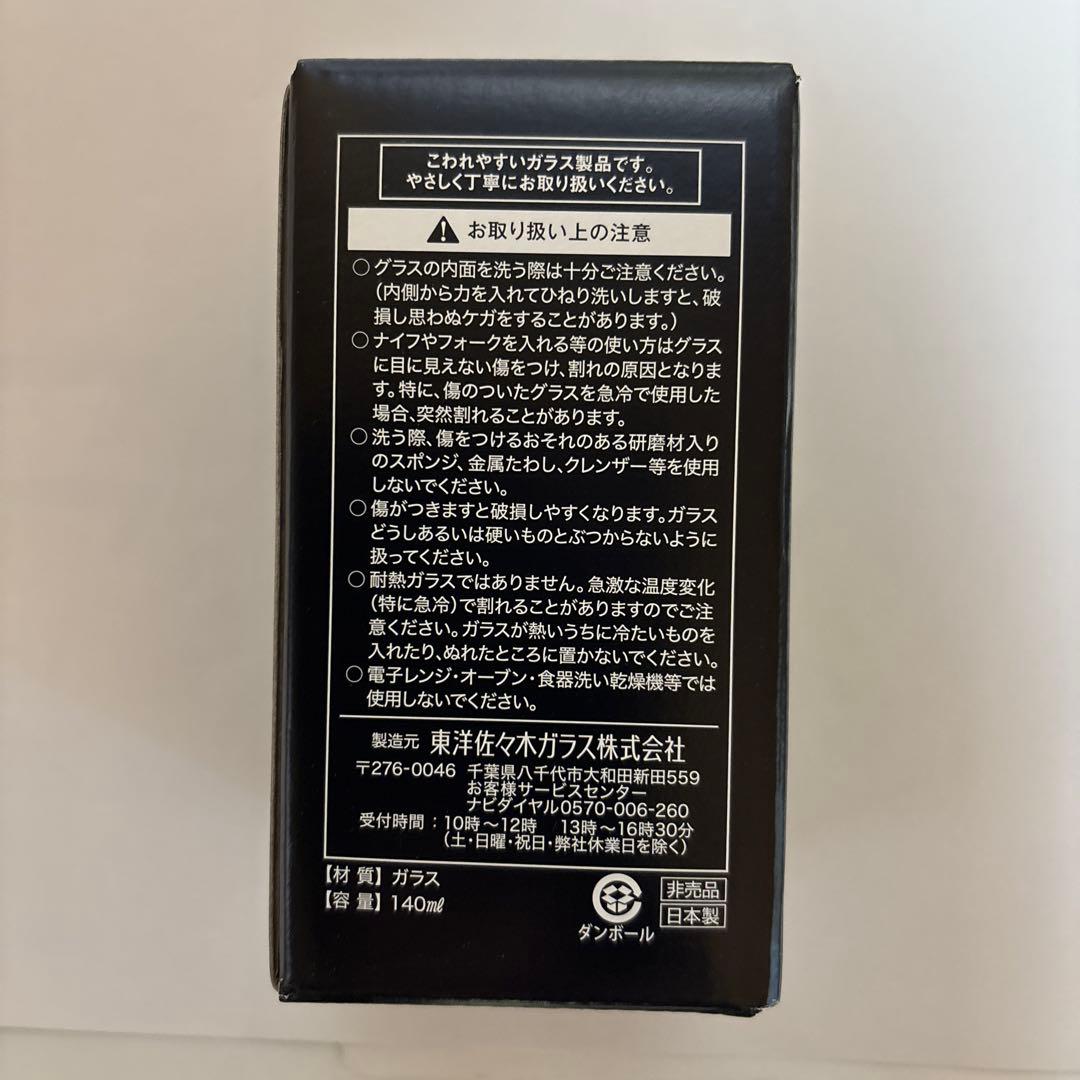 こわれやすいガラス製品です。
やさしく丁寧にお取り扱いください。
お取り扱い上の注意
○グラスの内面を洗う際は十分ご注意ください。
（内側から力を入れてひねり洗いしますと、破
損し思わぬケガをすることがあります。）
○ナイフやフォークを入れる等の使い方はグラス
に目に見えない傷をつけ、割れの原因となりま
す。特に、傷のついたグラスを急冷で使用した
場合、突然割れることがあります。
○洗う際、傷をつけるおそれのある研磨材入り
のスポンジ、金属たわし、クレンザー等を使用
しないでください。
○傷がつきますと破損しやすくなります。ガラス
どうしあるいは硬いものとぶつからないように
扱ってください。
○耐熱ガラスではありません。急激な温度変化
（特に急冷）で割れることがありますのでご注
意ください。ガラスが熱いうちに冷たいものを
入れたり、ぬれたところに置かないでください。
○電子レンジ・オーブン・食器洗い乾燥機等では
使用しないでください。
製造元 東洋佐々木ガラス株式会社
〒276-0046 千葉県八千代市大和田新田559
お客様サービスセンター
ナビダイヤル0570-006-260
受付時間：10時～12時 13時～16時30分
（土・日曜・祝日・弊社休業日を除く）
【材 質】ガラス
【容 量】140㎖
ダンボール
非売品
日本製